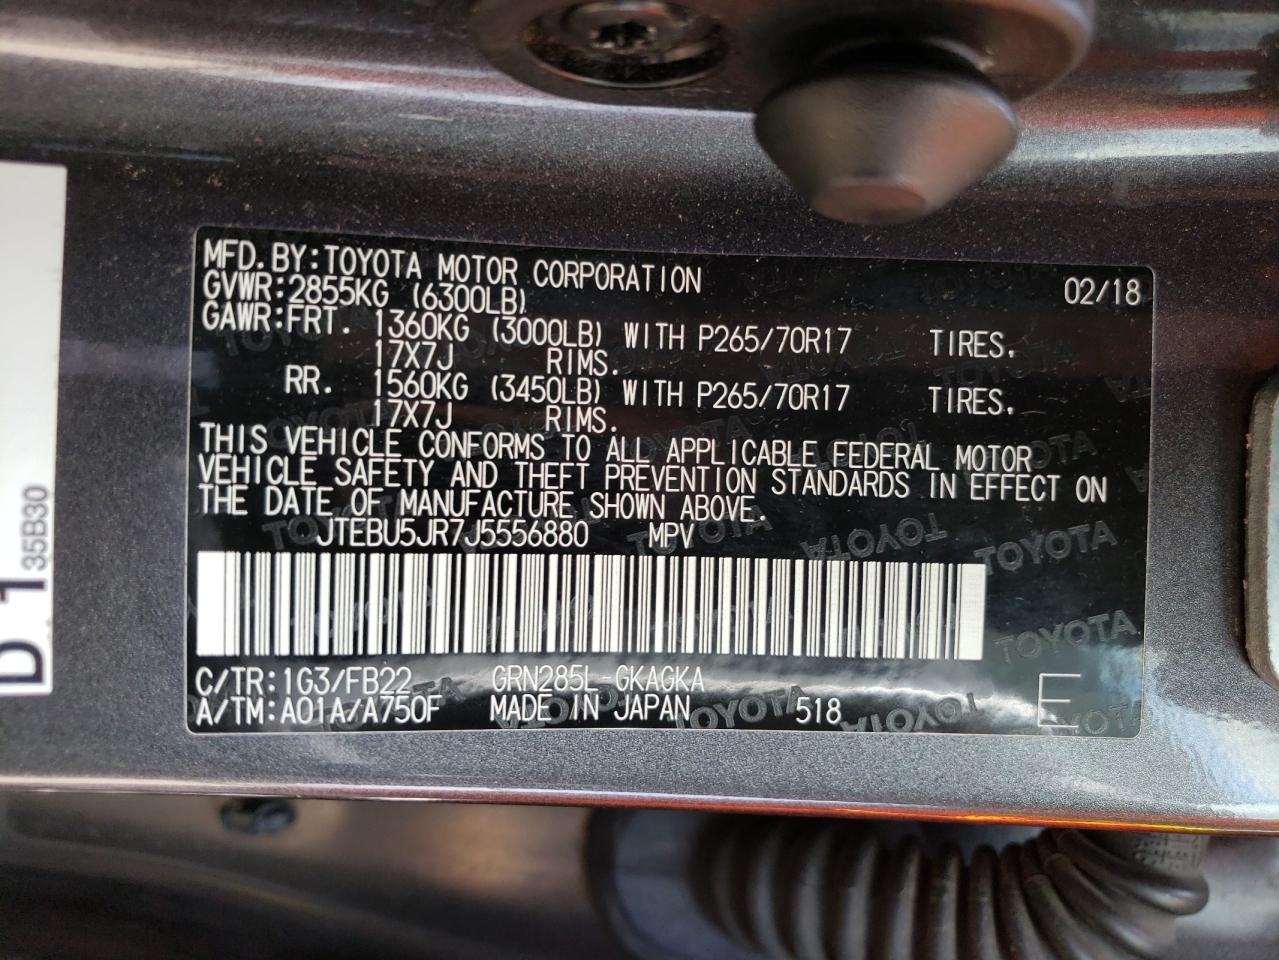 MFD.BY:TOYOTA MOTOR CORPORATION 02/18
GVWR:2855KG (6300LB)
GAWR:FRT. 1360KG (3000LB) WITH P265/70R17 TIRES.
17X7J RIMS.
RR. 1560KG (3450LB) WITH P265/70R17 TIRES.
17X7J RIMS.
THIS VEHICLE CONFORMS TO ALL APPLICABLE FEDERAL MOTOR
VEHICLE SAFETY AND THEFT PREVENTION STANDARDS IN EFFECT ON
THE DATE OF MANUFACTURE SHOWN ABOVE.
JTEBU5JR7J5556880 MPV
C/TR:1G3/FB22 GRN285L-GKAGKA
A/TM:A01A/A750F MADE IN JAPAN 518 E
D 1
35B30
TOYOTA